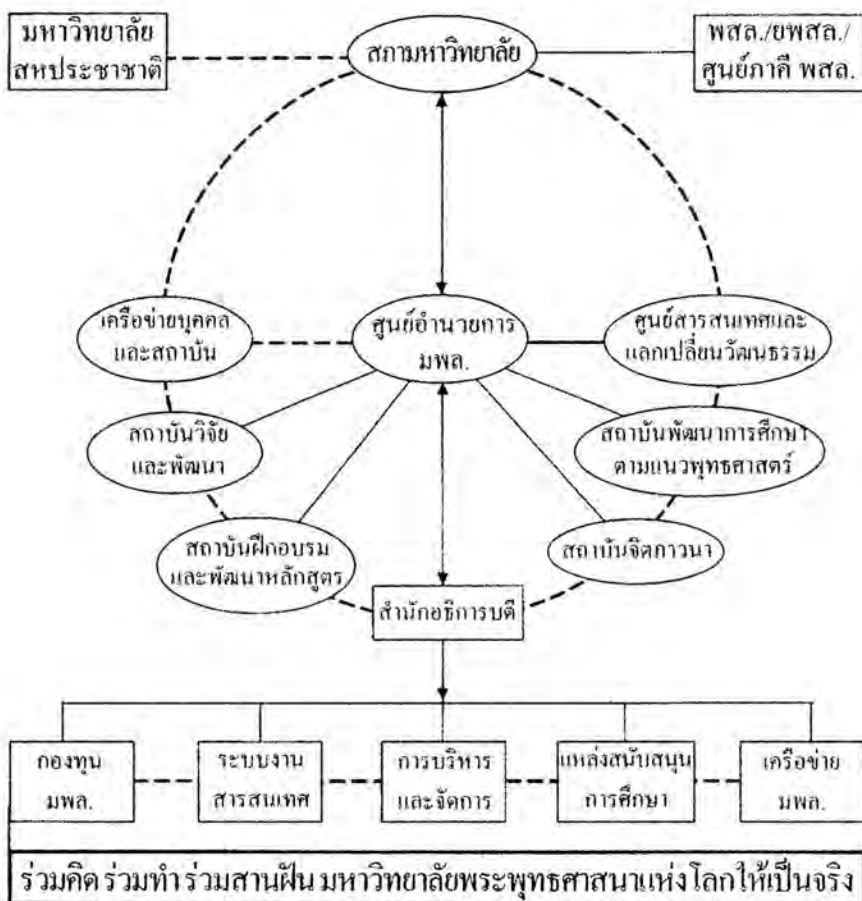 มหาวิทยาลัย
สหประชาชาติ
สภามหาวิทยาลัย
พสล./ยพสล./
ศูนย์ภาคี พสล.
เครือข่ายบุคคล
และสถาบัน
ศูนย์อำนวยการ
มพล.
ศูนย์สารสนเทศและ
แลกเปลี่ยนวัฒนธรรม
สถาบันวิจัย
และพัฒนา
สถาบันพัฒนาการศึกษา
ตามแนวพุทธศาสตร์
สถาบันฝึกอบรม
และพัฒนาหลักสูตร
สถาบันจิตภาวนา
สำนักอธิการบดี
กองทุน
มพล.
ระบบงาน
สารสนเทศ
การบริหาร
และจัดการ
แหล่งสนับสนุน
การศึกษา
เครือข่าย
มพล.
ร่วมคิด ร่วมทำ ร่วมสานฝัน มหาวิทยาลัยพระพุทธศาสนาแห่งโลกให้เป็นจริง